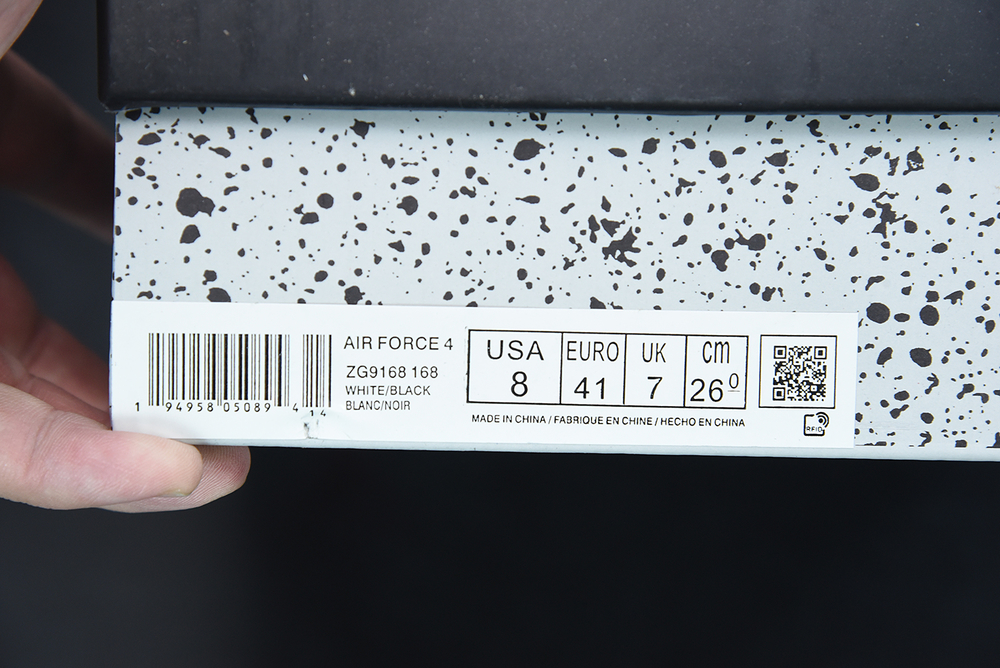 AIR FORCE 4
ZG9168 168
WHITE/BLACK
BLANC/NOIR
1 94958 05089 4 14
USA EURO UK cm
8 41 7 26 0
MADE IN CHINA / FABRIQUE EN CHINE / HECHO EN CHINA
RFID